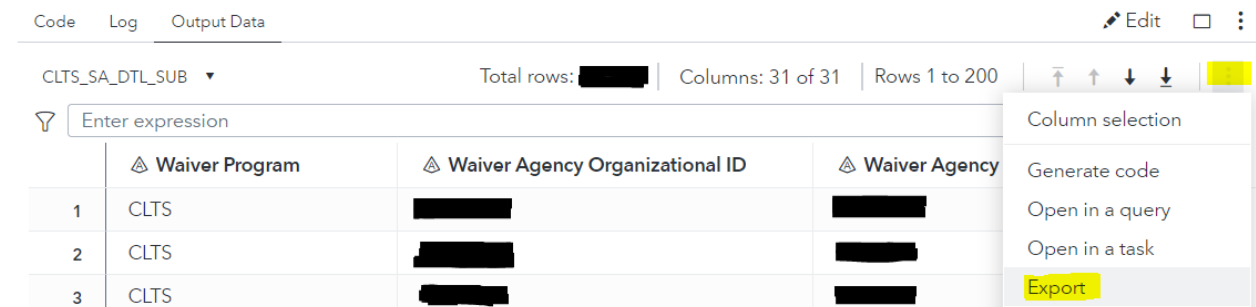 Code Log Output Data Edit
CLTS_SA_DTL_SUB Total rows: Columns: 31 of 31 Rows 1 to 200
Enter expression
Column selection
Waiver Program Waiver Agency Organizational ID Waiver Agency
Generate code
1 CLTS
Open in a query
2 CLTS
Open in a task
3 CLTS
Export